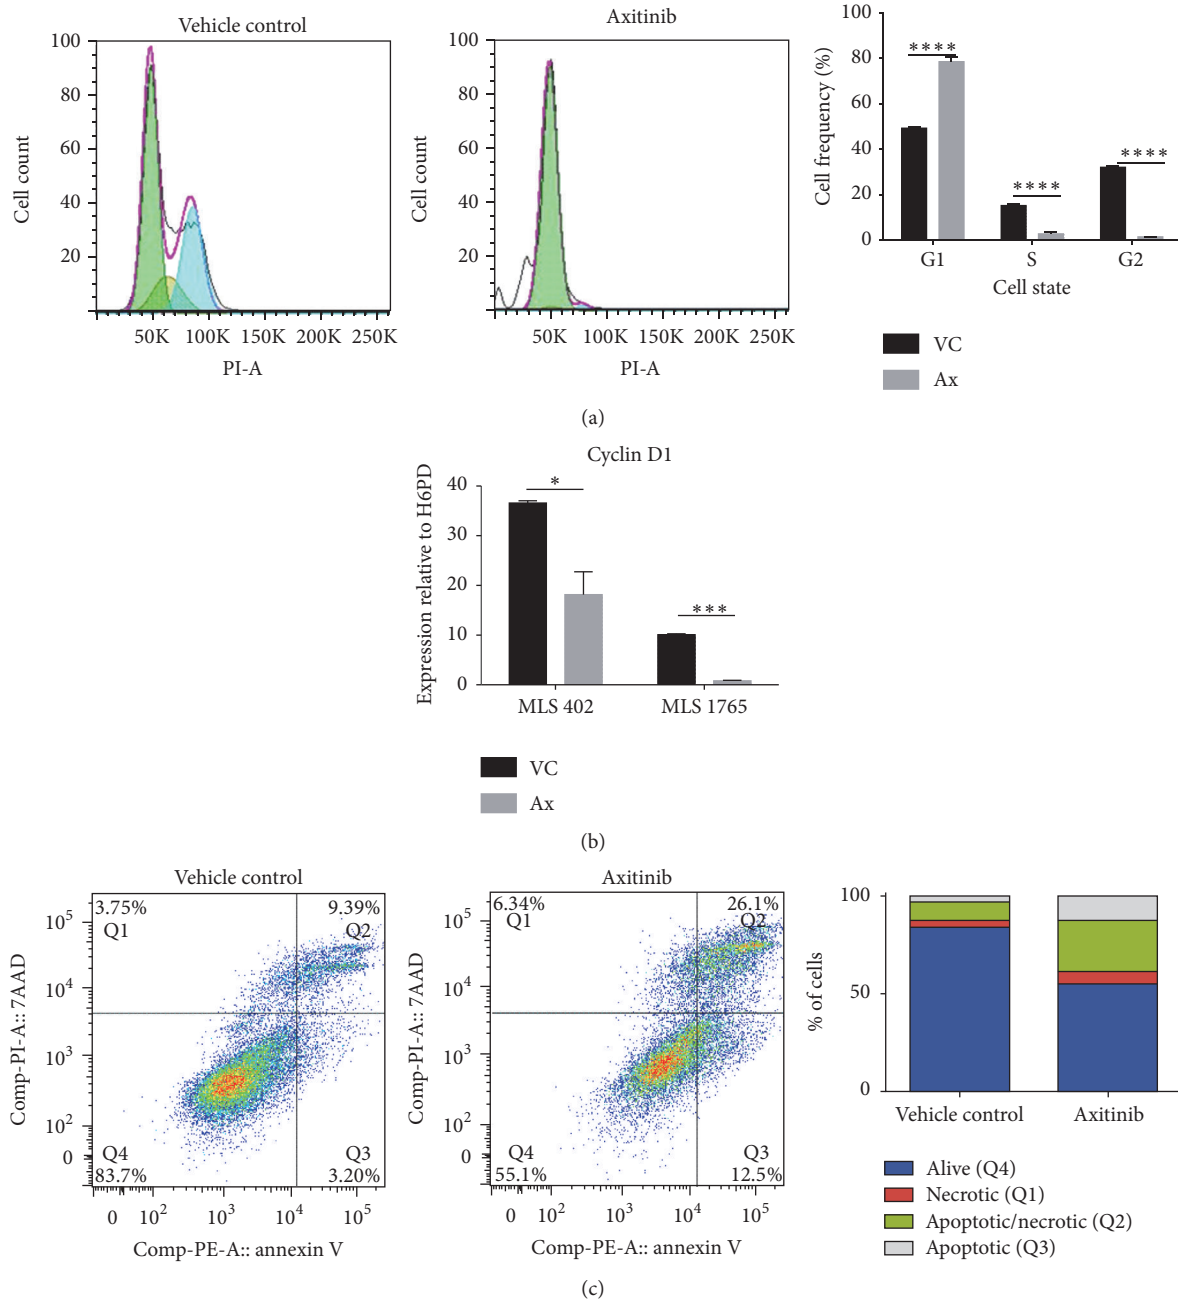 Vehicle control
100
80
60
40
20
Cell count
50K 100K 150K 200K 250K
PI-A
Axitinib
100
80
60
40
20
Cell count
50K 100K 150K 200K 250K
PI-A
100
80
60
40
20
0
Cell frequency (%)
****
****
****
G1 S G2
Cell state
VC
Ax
(a)
Cyclin D1
Expression relative to H6PD
40
30
20
10
0
*
***
MLS 402 MLS 1765
VC
Ax
(b)
Vehicle control
3.75% 9.39%
Q1 Q2
Q4 Q3
83.7% 3.20%
10^5
10^4
10^3
10^2
0
Comp-PI-A:: 7AAD
0 10^2 10^3 10^4 10^5
Comp-PE-A:: annexin V
Axitinib
6.34% 26.1%
Q1 Q2
Q4 Q3
55.1% 12.5%
10^5
10^4
10^3
10^2
0
Comp-PI-A:: 7AAD
0 10^2 10^3 10^4 10^5
Comp-PE-A:: annexin V
100
50
0
% of cells
Vehicle control Axitinib
Alive (Q4)
Necrotic (Q1)
Apoptotic/necrotic (Q2)
Apoptotic (Q3)
(c)